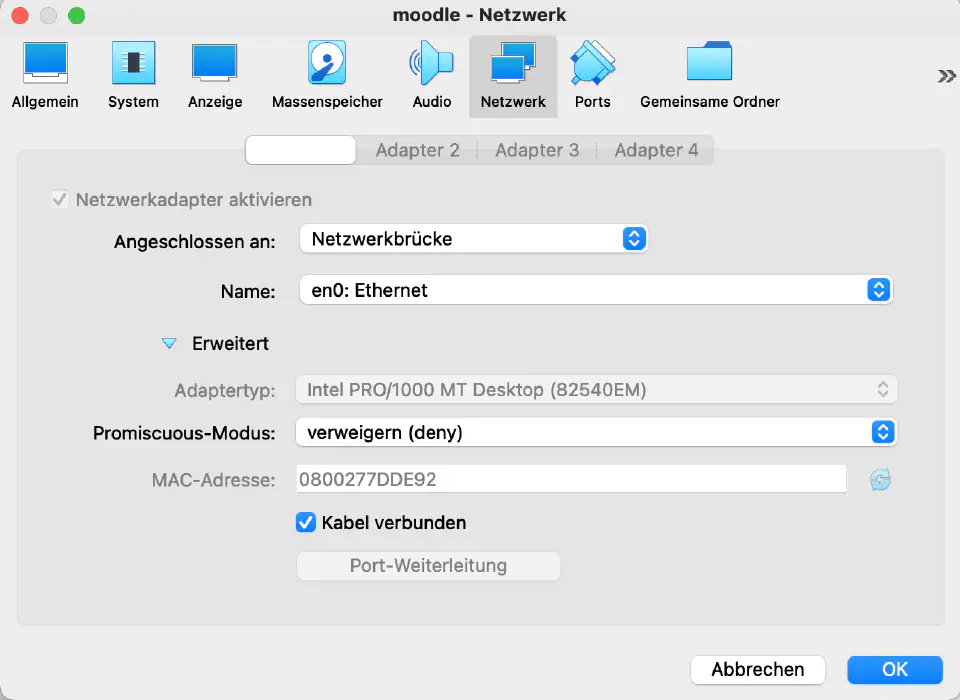 moodle - Netzwerk
Allgemein System Anzeige Massenspeicher Audio Netzwerk Ports Gemeinsame Ordner
Adapter 2 Adapter 3 Adapter 4
Netzwerkadapter aktivieren
Angeschlossen an: Netzwerkbrücke
Name: en0: Ethernet
Erweitert
Adaptertyp: Intel PRO/1000 MT Desktop (82540EM)
Promiscuous-Modus: verweigern (deny)
MAC-Adresse: 0800277DDE92
Kabel verbunden
Port-Weiterleitung
Abbrechen OK